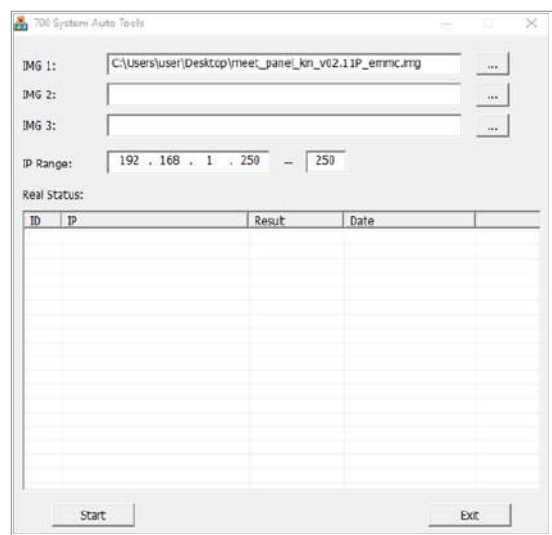 700 System Auto Tools
IMG 1: C:\Users\user\Desktop\meet_panel_kn_v02.11P_emmc.img ...
IMG 2: ...
IMG 3: ...
IP Range: 192 . 168 . 1 . 250 -- 250
Real Status:
ID IP Result Date
Start Exit